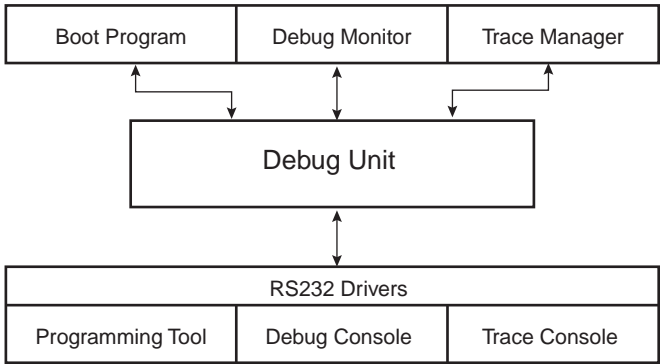 Boot Program
Debug Monitor
Trace Manager
Debug Unit
RS232 Drivers
Programming Tool
Debug Console
Trace Console